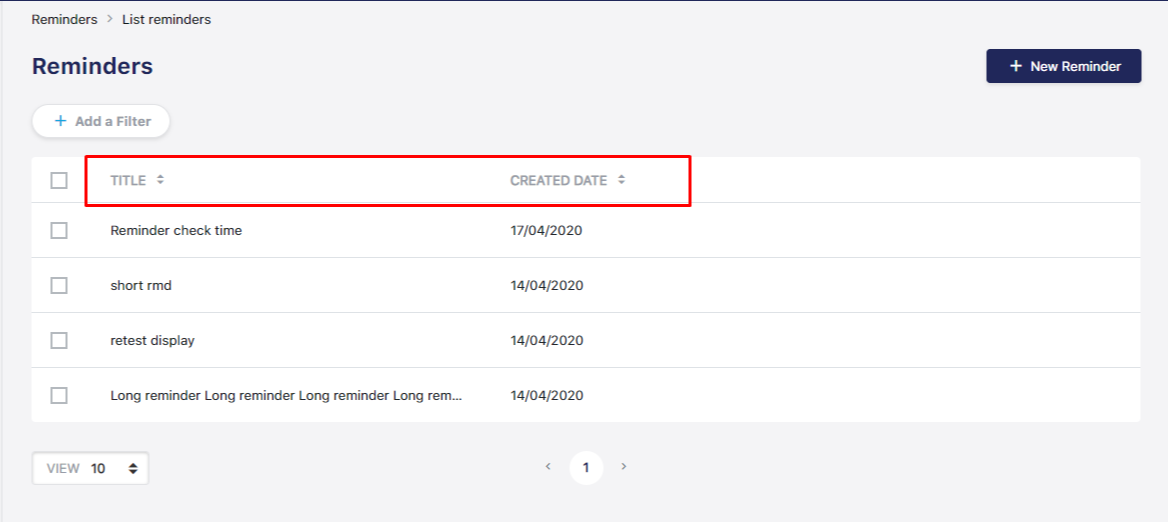 Reminders > List reminders
Reminders
+ New Reminder
+ Add a Filter
TITLE CREATED DATE
Reminder check time 17/04/2020
short rmd 14/04/2020
retest display 14/04/2020
Long reminder Long reminder Long reminder Long rem... 14/04/2020
VIEW 10 < 1 >